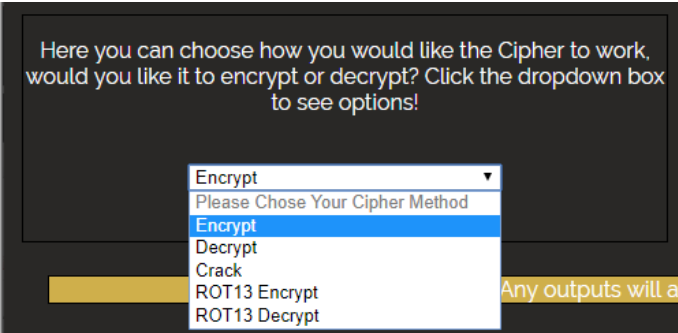 Here you can choose how you would like the Cipher to work,
would you like it to encrypt or decrypt? Click the dropdown box
to see options!
Encrypt
Please Chose Your Cipher Method
Encrypt
Decrypt
Crack
ROT13 Encrypt
Any outputs will a
ROT13 Decrypt